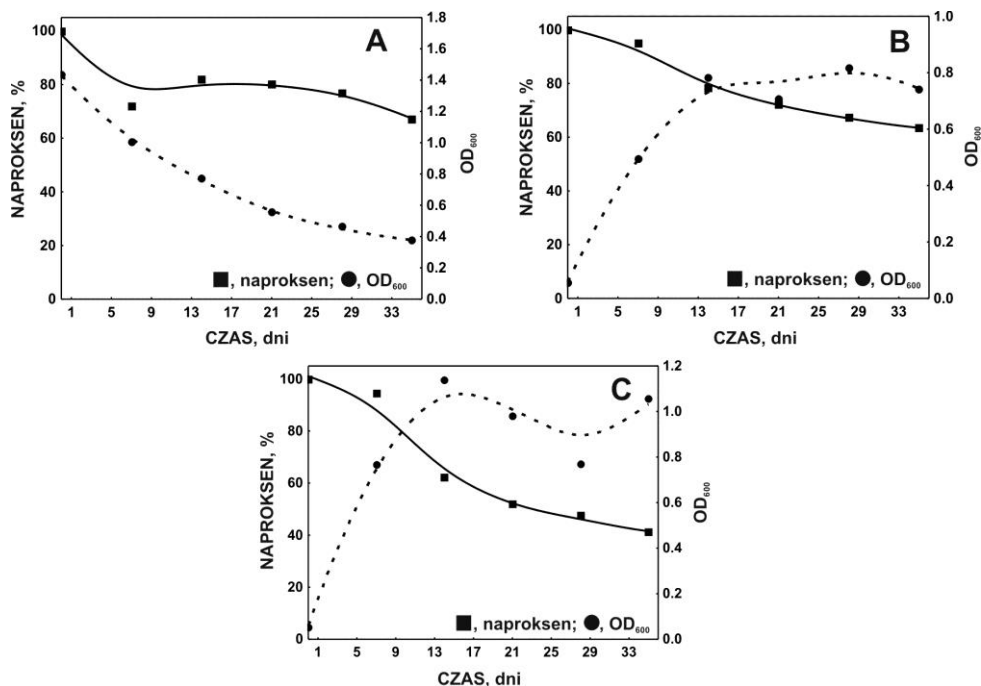 A
NAPROKSEN, %
100
80
60
40
20
0
1.8
1.6
1.4
1.2
1.0
0.8
0.6
0.4
0.2
0.0
OD600
■, naproksen; ●, OD600
1 5 9 13 17 21 25 29 33
CZAS, dni
B
NAPROKSEN, %
100
80
60
40
20
0
1.0
0.8
0.6
0.4
0.2
0.0
OD600
■, naproksen; ●, OD600
1 5 9 13 17 21 25 29 33
CZAS, dni
C
NAPROKSEN, %
100
80
60
40
20
0
1.2
1.0
0.8
0.6
0.4
0.2
0.0
OD600
■, naproksen; ●, OD600
1 5 9 13 17 21 25 29 33
CZAS, dni